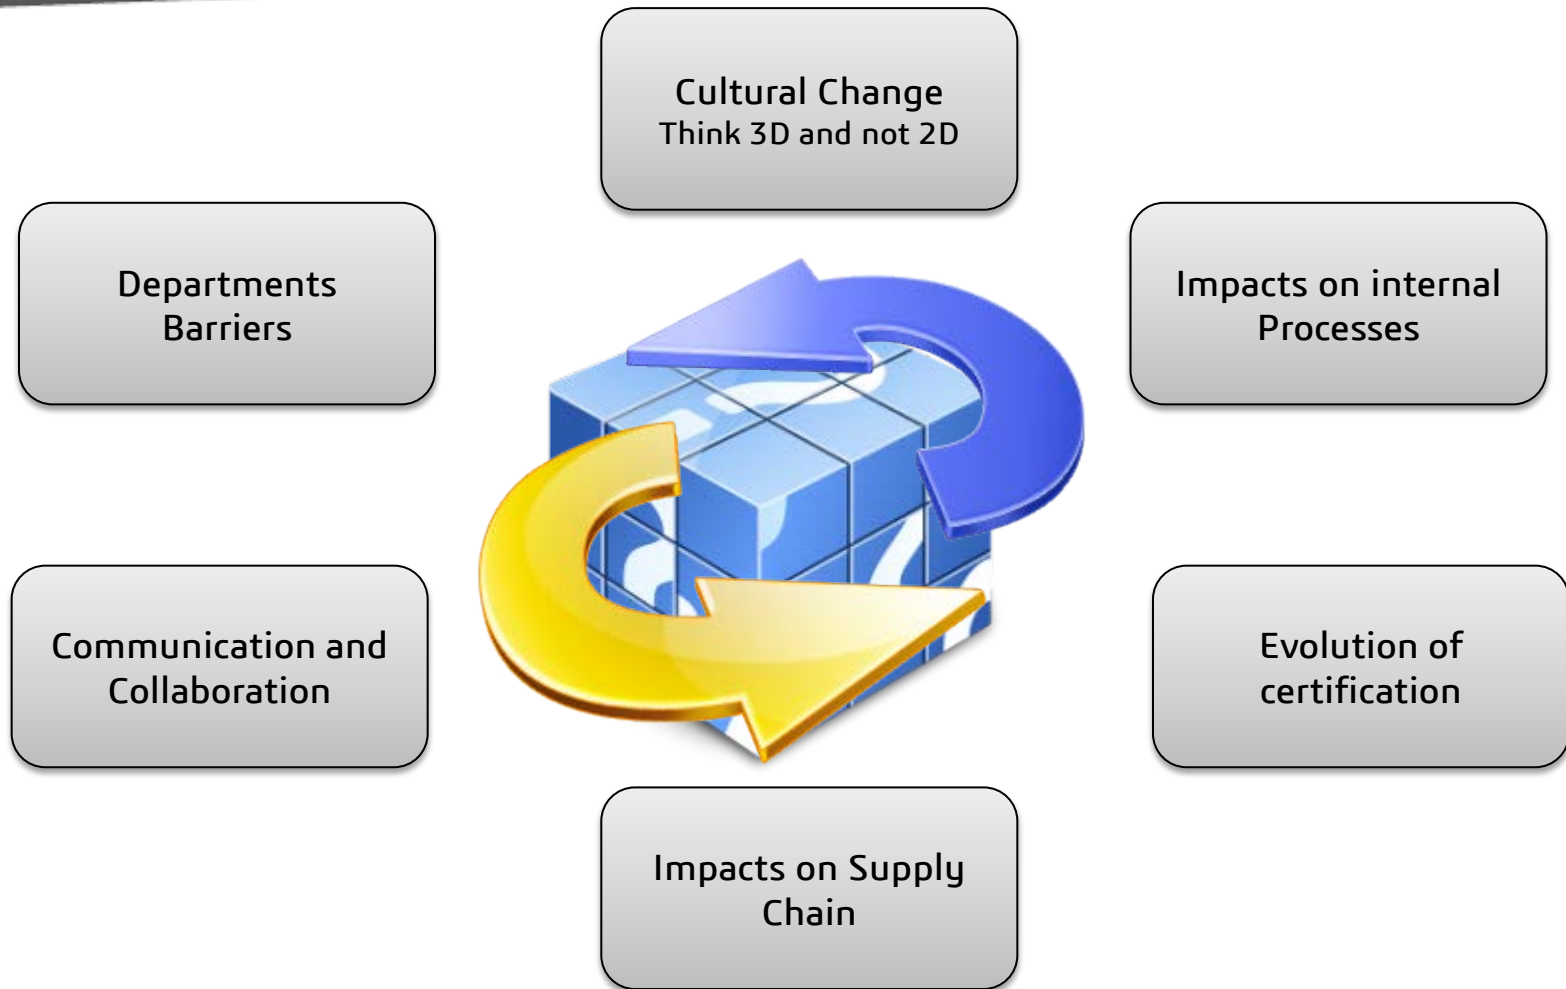 Cultural Change
Think 3D and not 2D
Departments
Barriers
Impacts on internal
Processes
Communication and
Collaboration
Evolution of
certification
Impacts on Supply
Chain